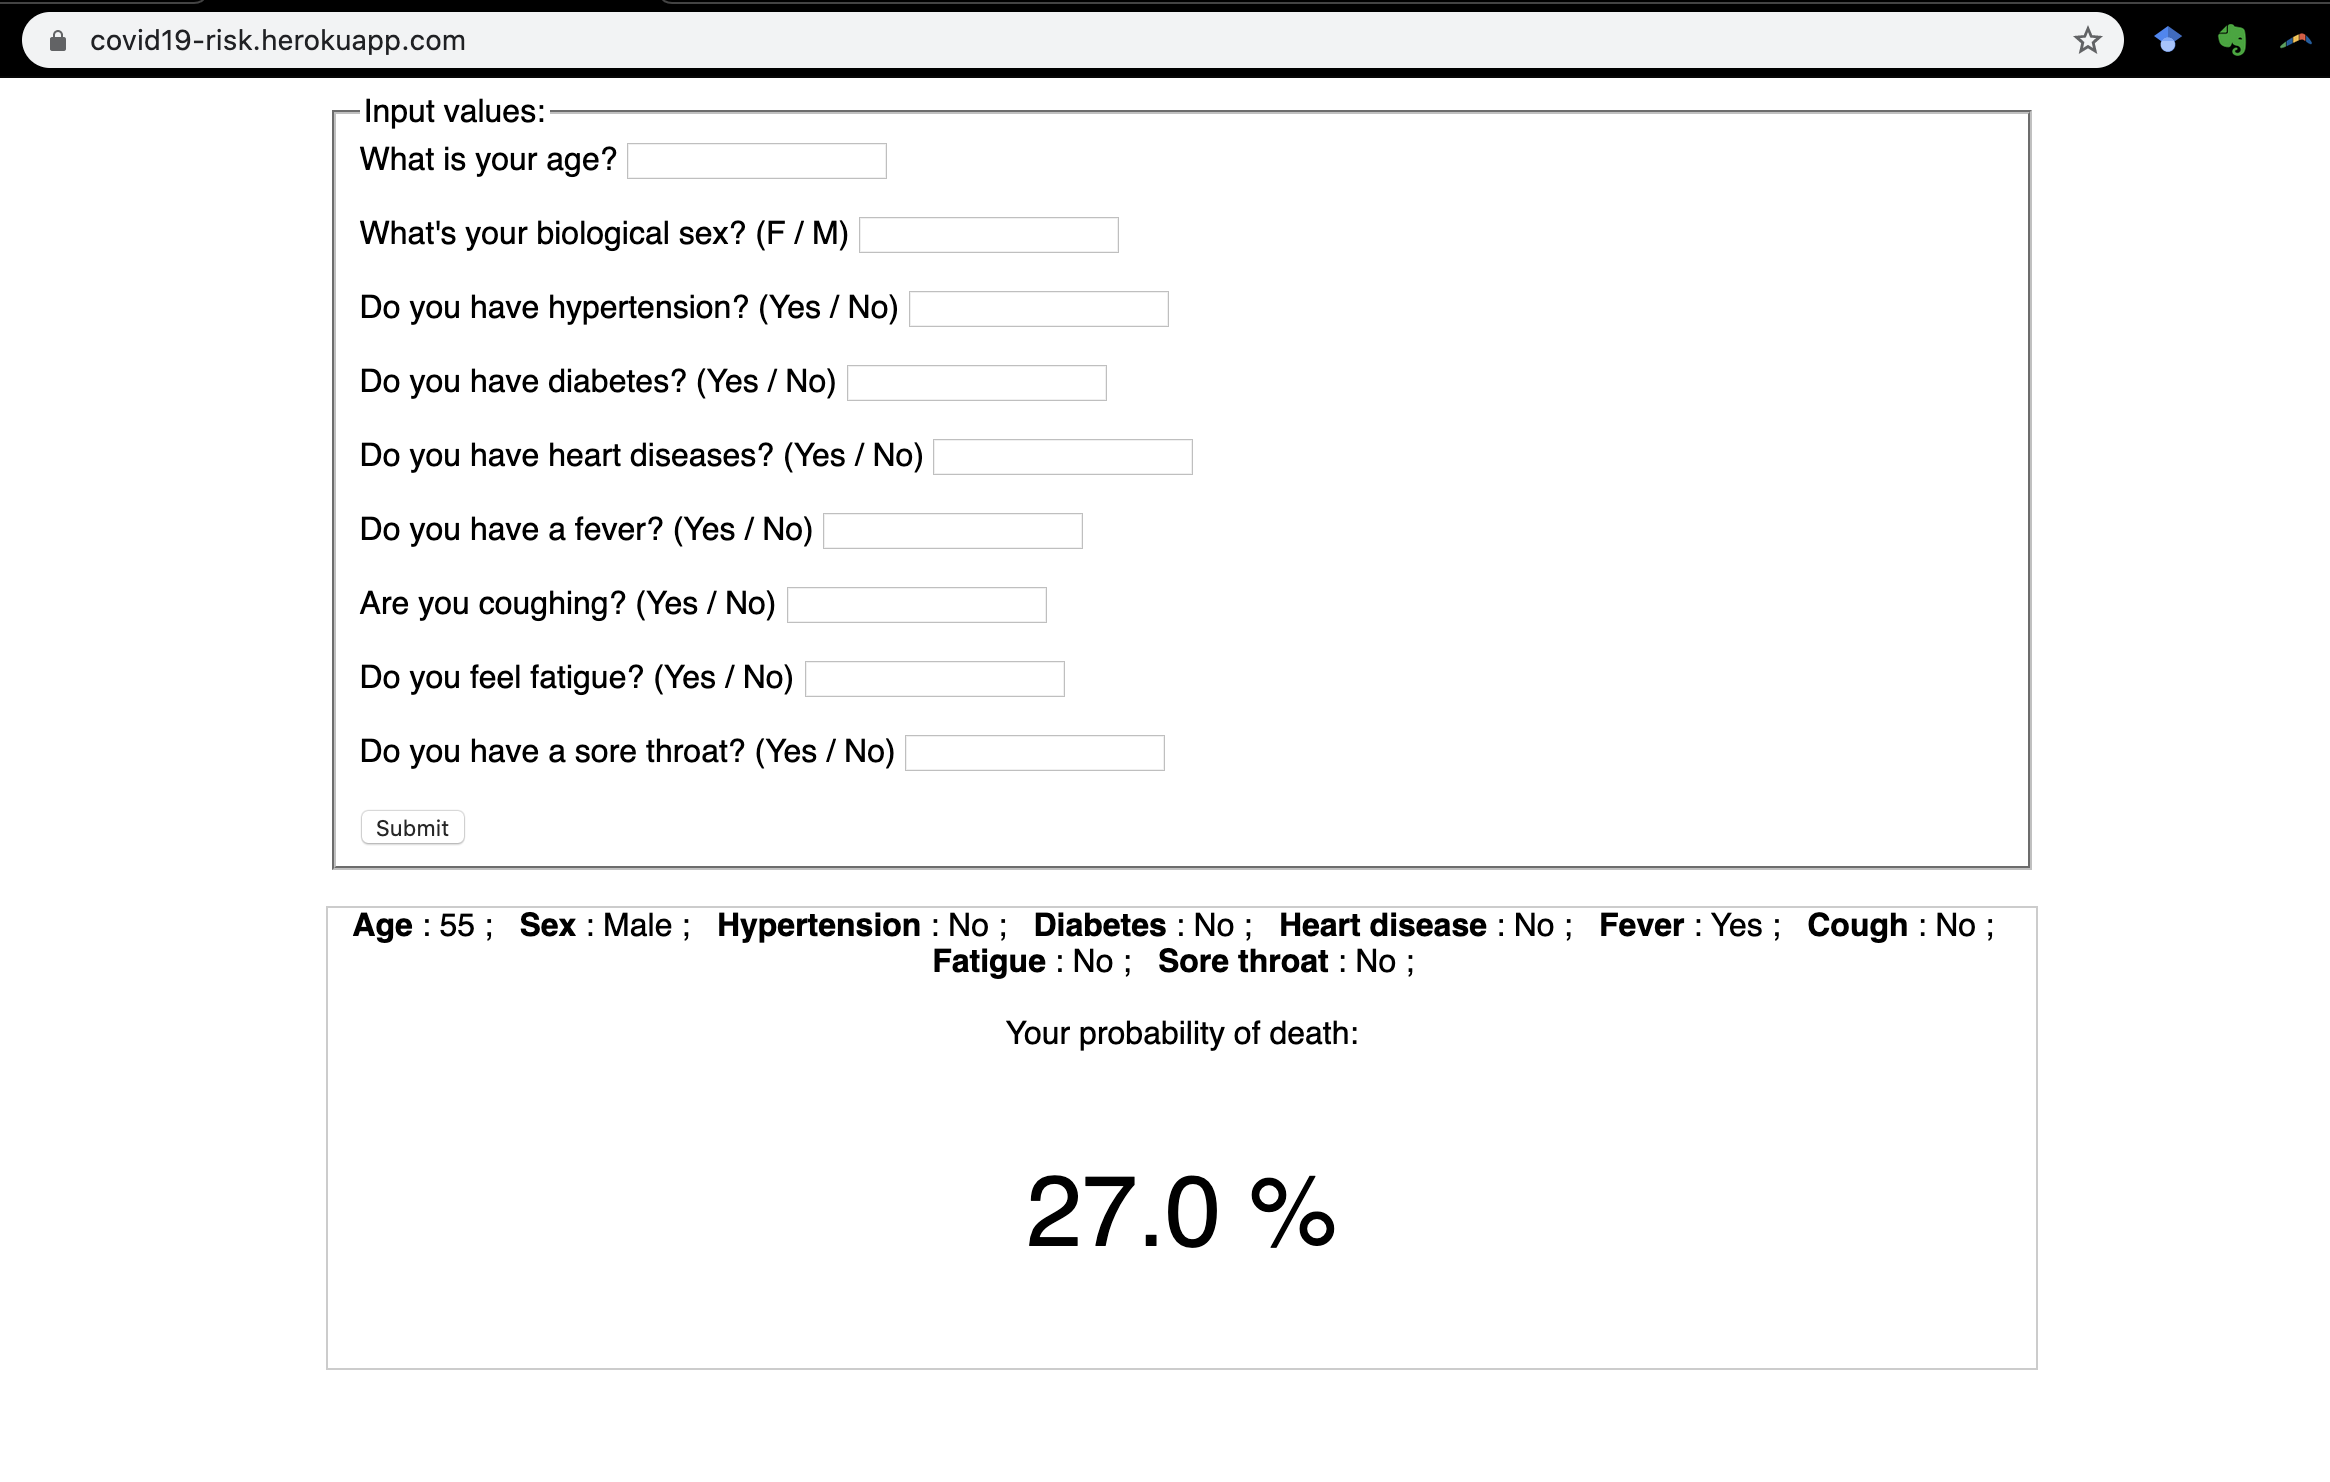 covid19-risk.herokuapp.com
Input values:
What is your age?
What's your biological sex? (F / M)
Do you have hypertension? (Yes / No)
Do you have diabetes? (Yes / No)
Do you have heart diseases? (Yes / No)
Do you have a fever? (Yes / No)
Are you coughing? (Yes / No)
Do you feel fatigue? (Yes / No)
Do you have a sore throat? (Yes / No)
Submit
Age : 55 ; Sex : Male ; Hypertension : No ; Diabetes : No ; Heart disease : No ; Fever : Yes ; Cough : No ;
Fatigue : No ; Sore throat : No ;
Your probability of death:
27.0 %